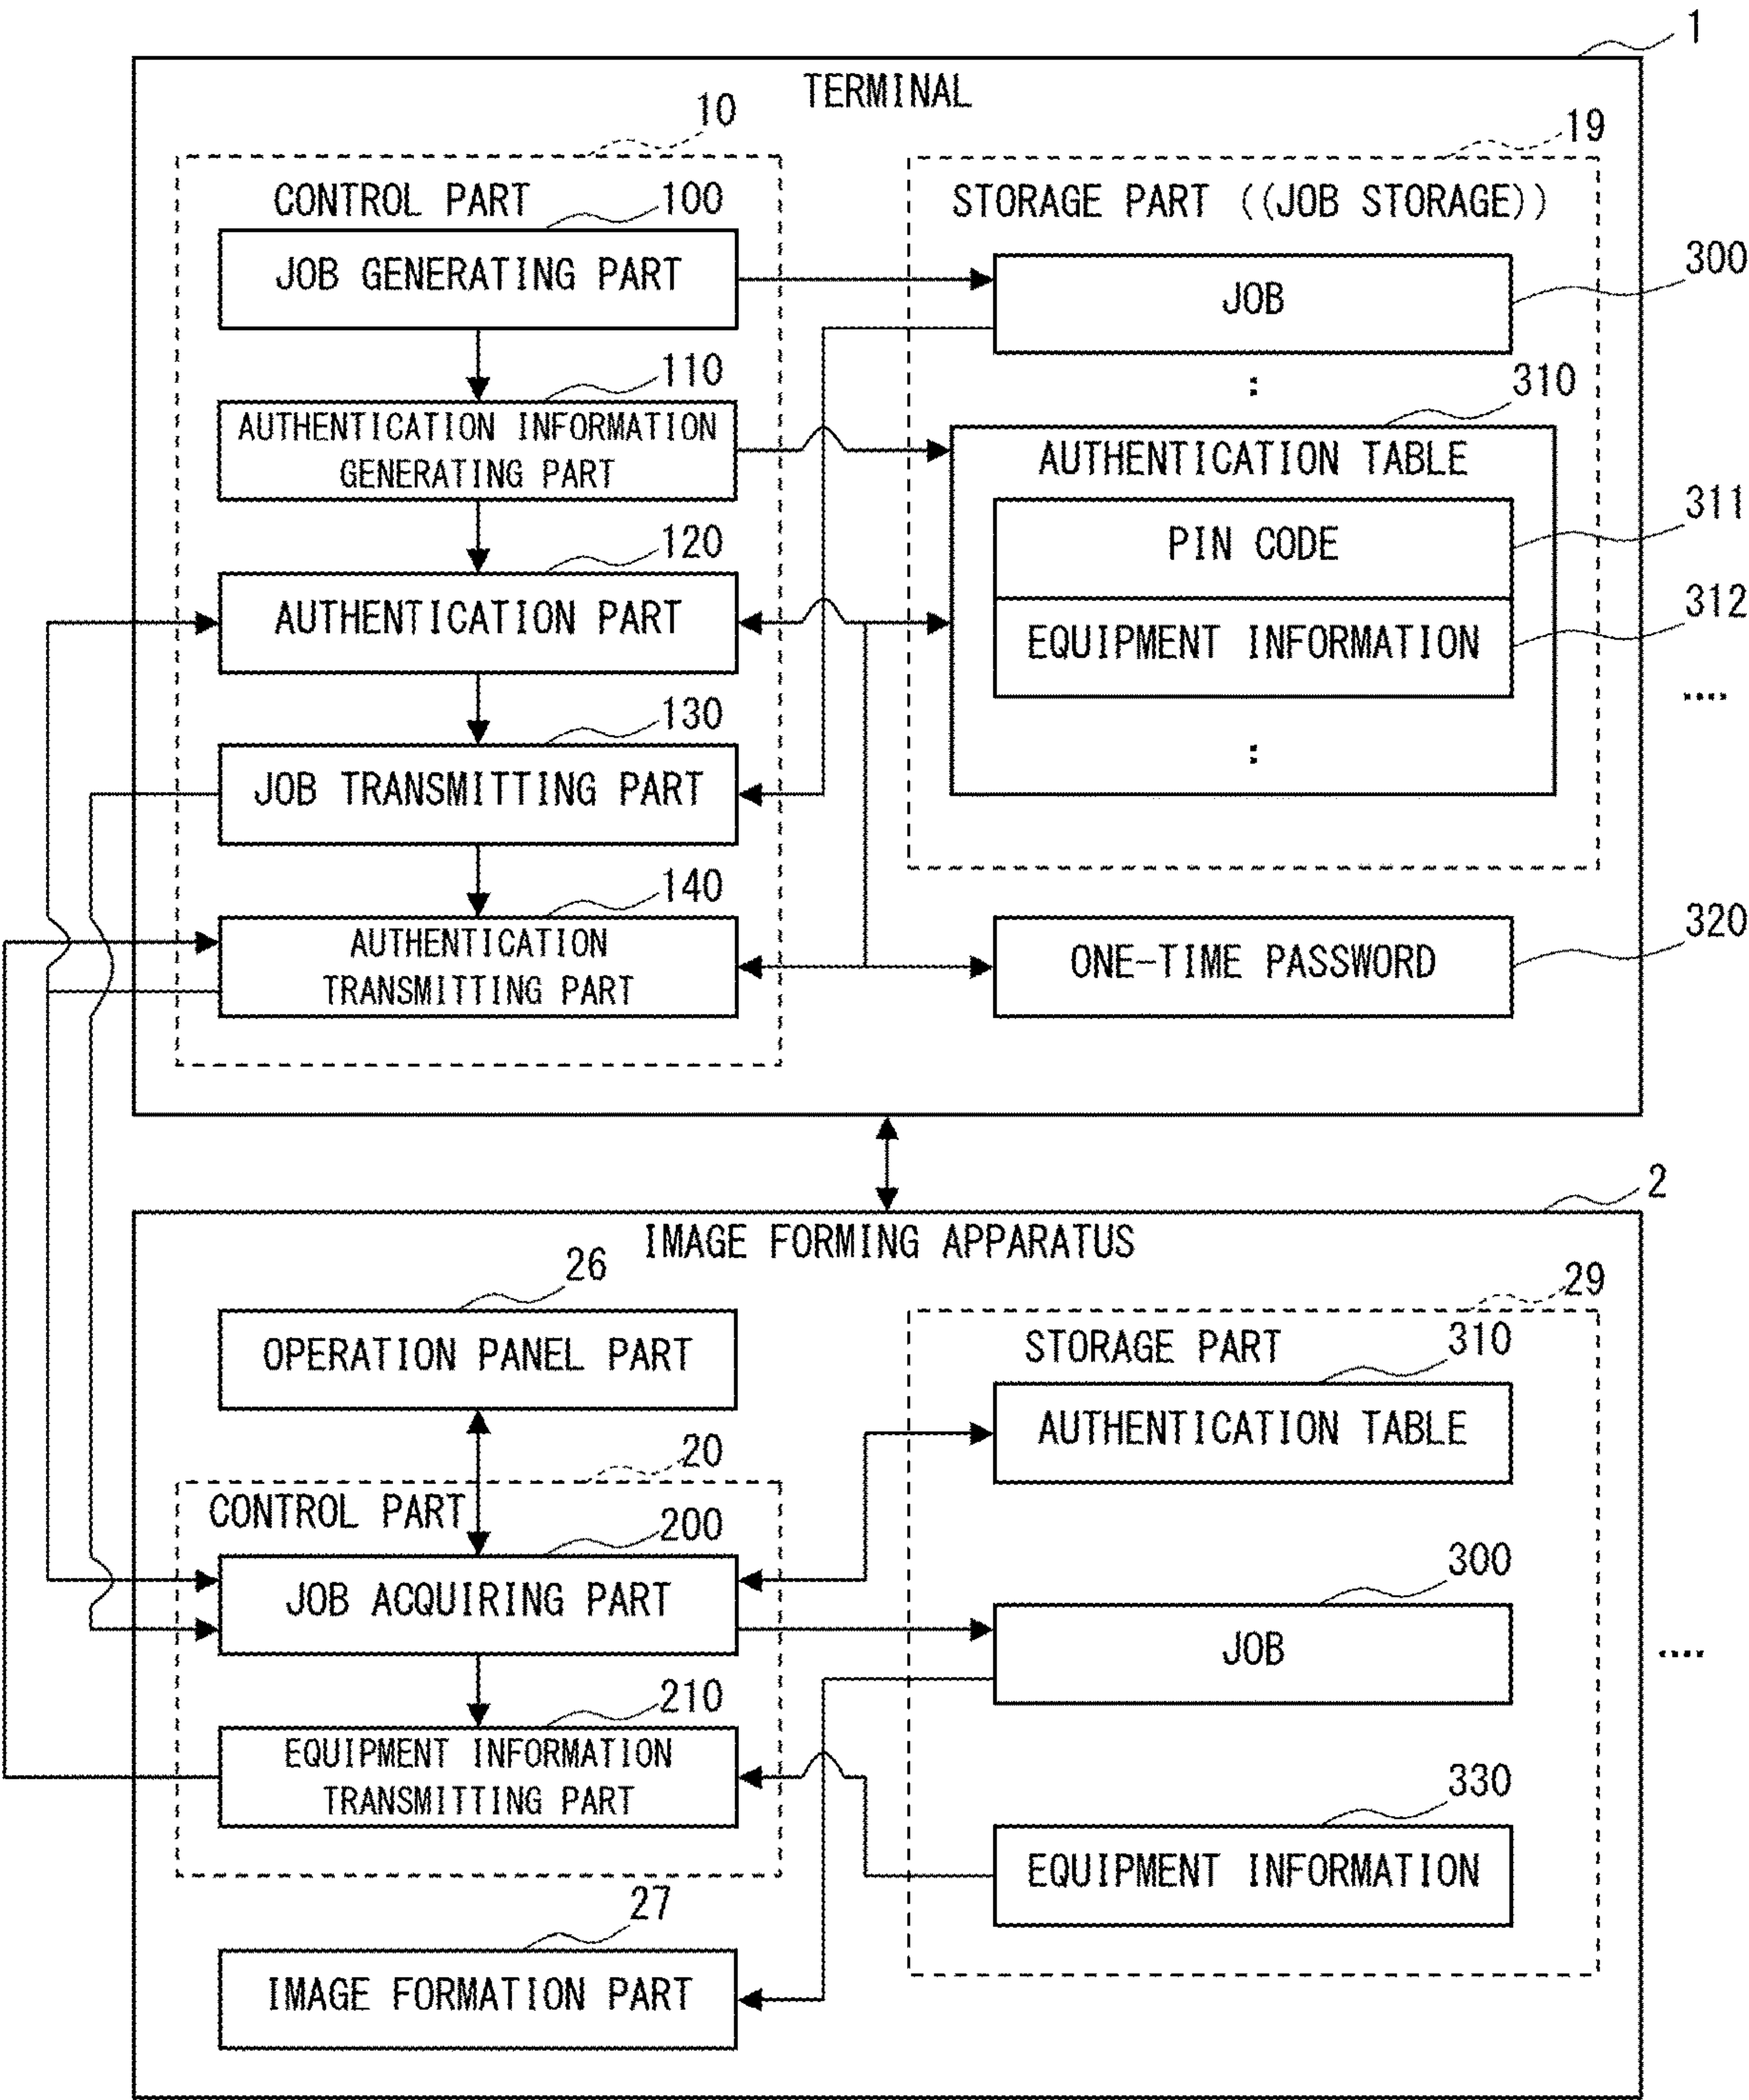 1
TERMINAL
10
19
CONTROL PART
100
STORAGE PART ((JOB STORAGE))
JOB GENERATING PART
JOB
300
110
310
AUTHENTICATION INFORMATION
GENERATING PART
AUTHENTICATION TABLE
PIN CODE
311
120
AUTHENTICATION PART
EQUIPMENT INFORMATION
312
130
JOB TRANSMITTING PART
140
AUTHENTICATION
TRANSMITTING PART
ONE-TIME PASSWORD
320
2
IMAGE FORMING APPARATUS
26
29
OPERATION PANEL PART
STORAGE PART
310
AUTHENTICATION TABLE
20
CONTROL PART
200
JOB ACQUIRING PART
300
JOB
210
EQUIPMENT INFORMATION
TRANSMITTING PART
330
EQUIPMENT INFORMATION
27
IMAGE FORMATION PART